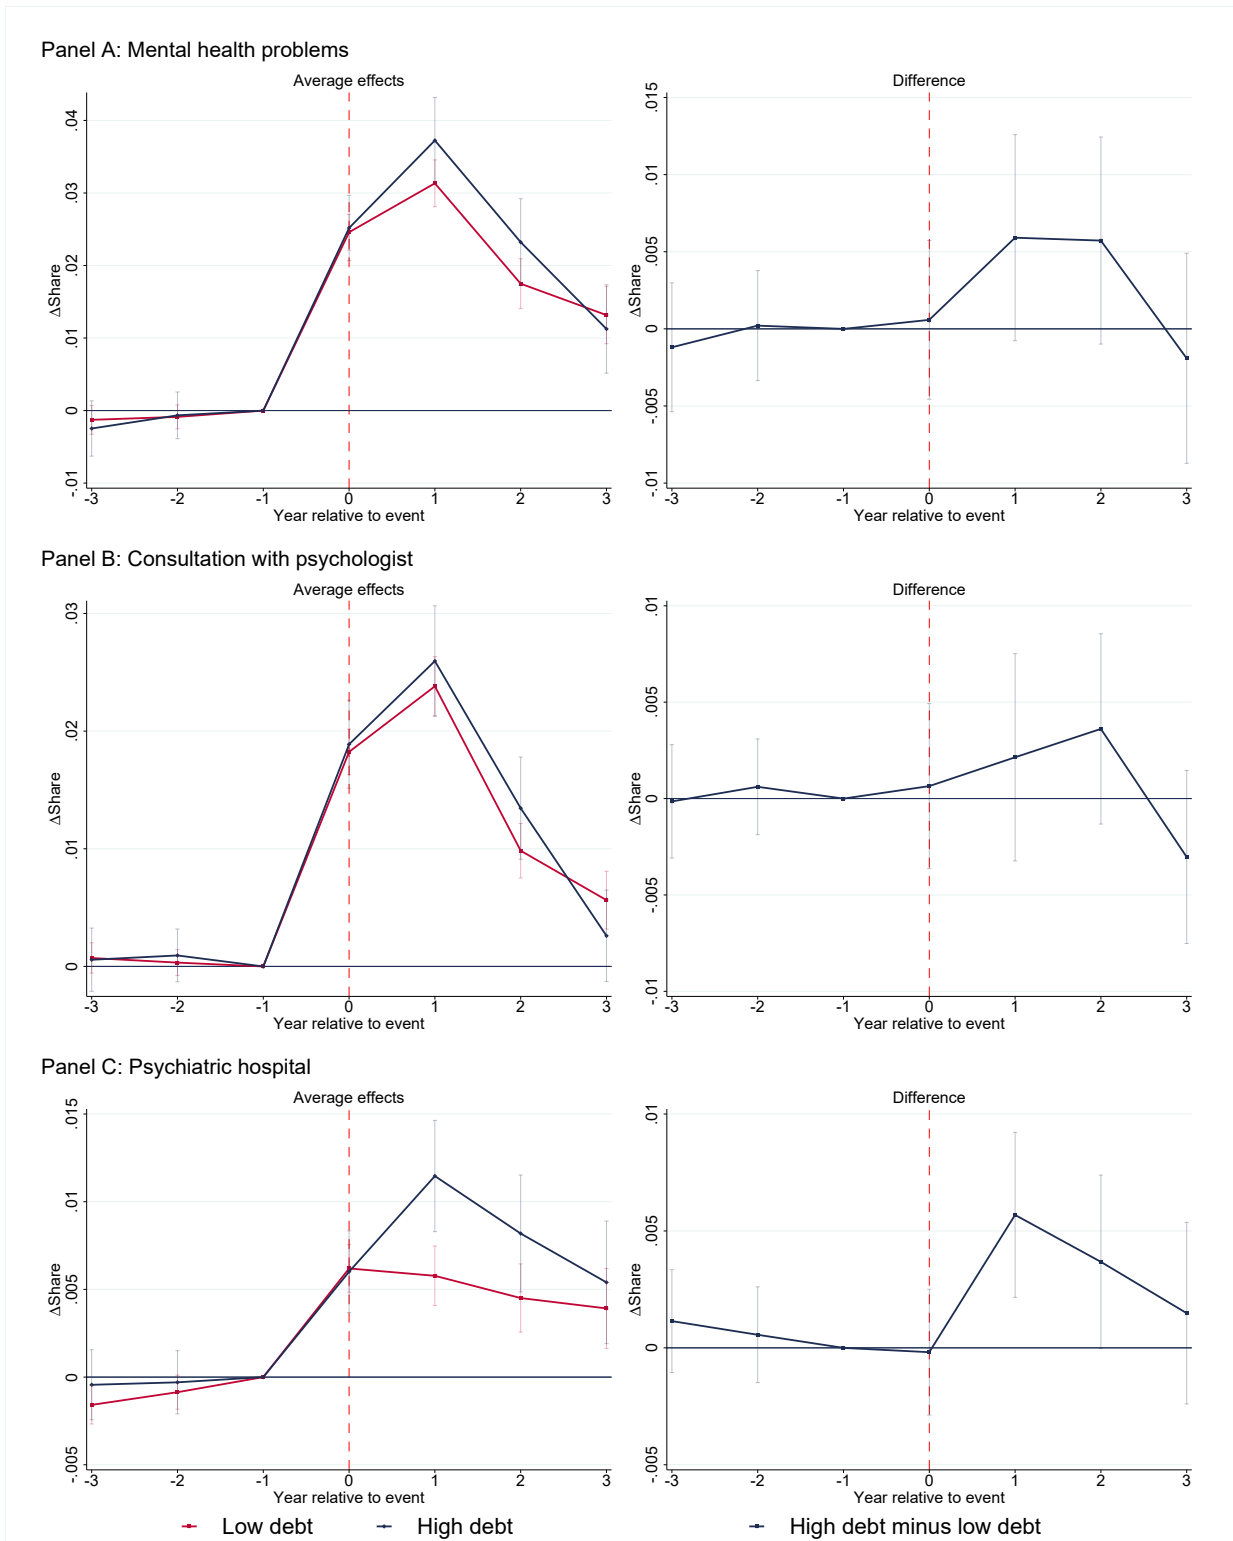 Panel A: Mental health problems
Average effects
Difference
.04
.03
.02
.01
0
-.01
ΔShare
-3 -2 -1 0 1 2 3
Year relative to event
.015
.01
.005
0
-.005
-.01
ΔShare
-3 -2 -1 0 1 2 3
Year relative to event
Panel B: Consultation with psychologist
Average effects
Difference
.03
.02
.01
0
ΔShare
-3 -2 -1 0 1 2 3
Year relative to event
.01
.005
0
-.005
-.01
ΔShare
-3 -2 -1 0 1 2 3
Year relative to event
Panel C: Psychiatric hospital
Average effects
Difference
.015
.01
.005
0
-.005
ΔShare
-3 -2 -1 0 1 2 3
Year relative to event
.01
.005
0
-.005
ΔShare
-3 -2 -1 0 1 2 3
Year relative to event
Low debt
High debt
High debt minus low debt